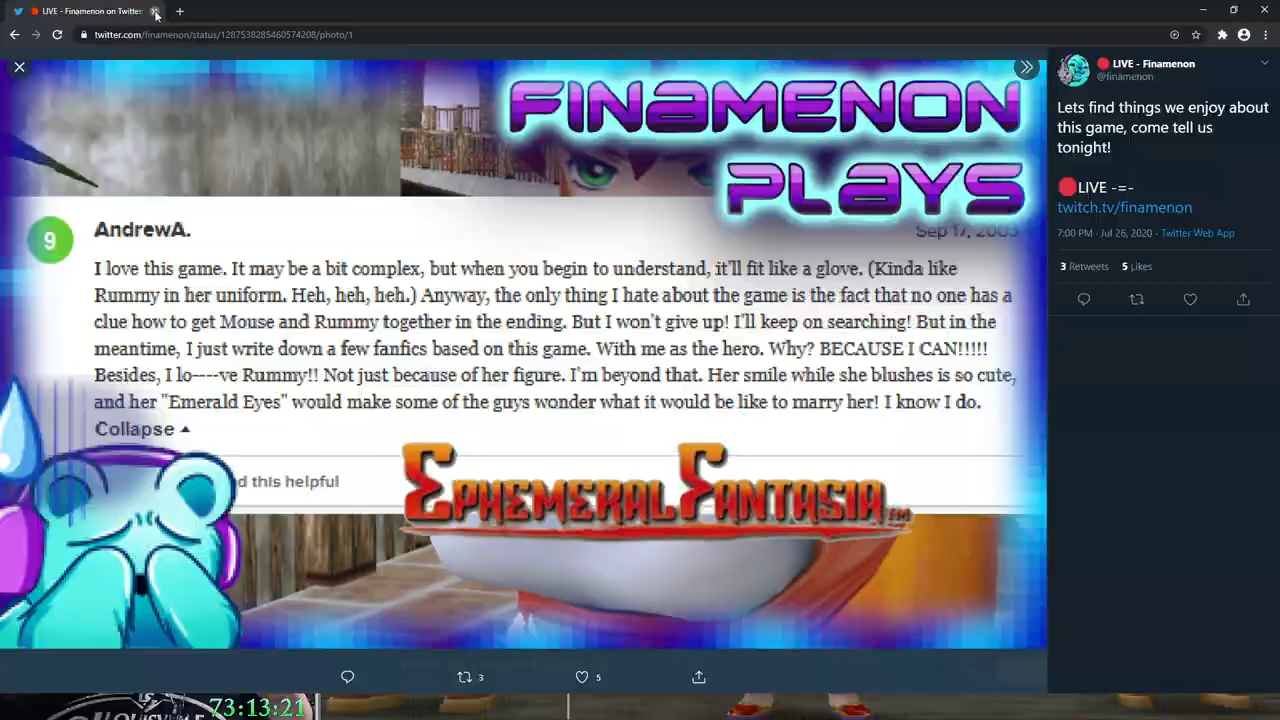 LIVE - Finamenon on Twitter
twitter.com/finamenon/status/1287538285460574208/photo/1
FINAMENON
PLAYS
9
AndrewA.
Sep 17, 2003
I love this game. It may be a bit complex, but when you begin to understand, it'll fit like a glove. (Kinda like
Rummy in her uniform. Heh, heh, heh.) Anyway, the only thing I hate about the game is the fact that no one has a
clue how to get Mouse and Rummy together in the ending. But I won't give up! I'll keep on searching! But in the
meantime, I just write down a few fanfics based on this game. With me as the hero. Why? BECAUSE I CAN!!!!!
Besides, I lo----ve Rummy!! Not just because of her figure. I'm beyond that. Her smile while she blushes is so cute,
and her "Emerald Eyes" would make some of the guys wonder what it would be like to marry her! I know I do.
Collapse
d this helpful
EPHEMERAL FANTASIA TM
3
5
LIVE - Finamenon
@finamenon
Lets find things we enjoy about
this game, come tell us
tonight!
LIVE -=-
twitch.tv/finamenon
7:00 PM · Jul 26, 2020 · Twitter Web App
3 Retweets 5 Likes
73:13:21